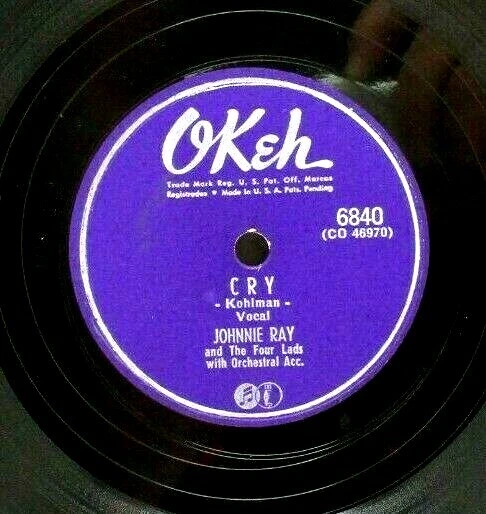 OKeh
Trade Mark Reg. U. S. Pat. Off. Marcas
Registradas • Made in U. S. A. Pats. Pending
6840
(CO 46970)
CRY
- Kohlman -
Vocal
JOHNNIE RAY
and The Four Lads
with Orchestral Acc.